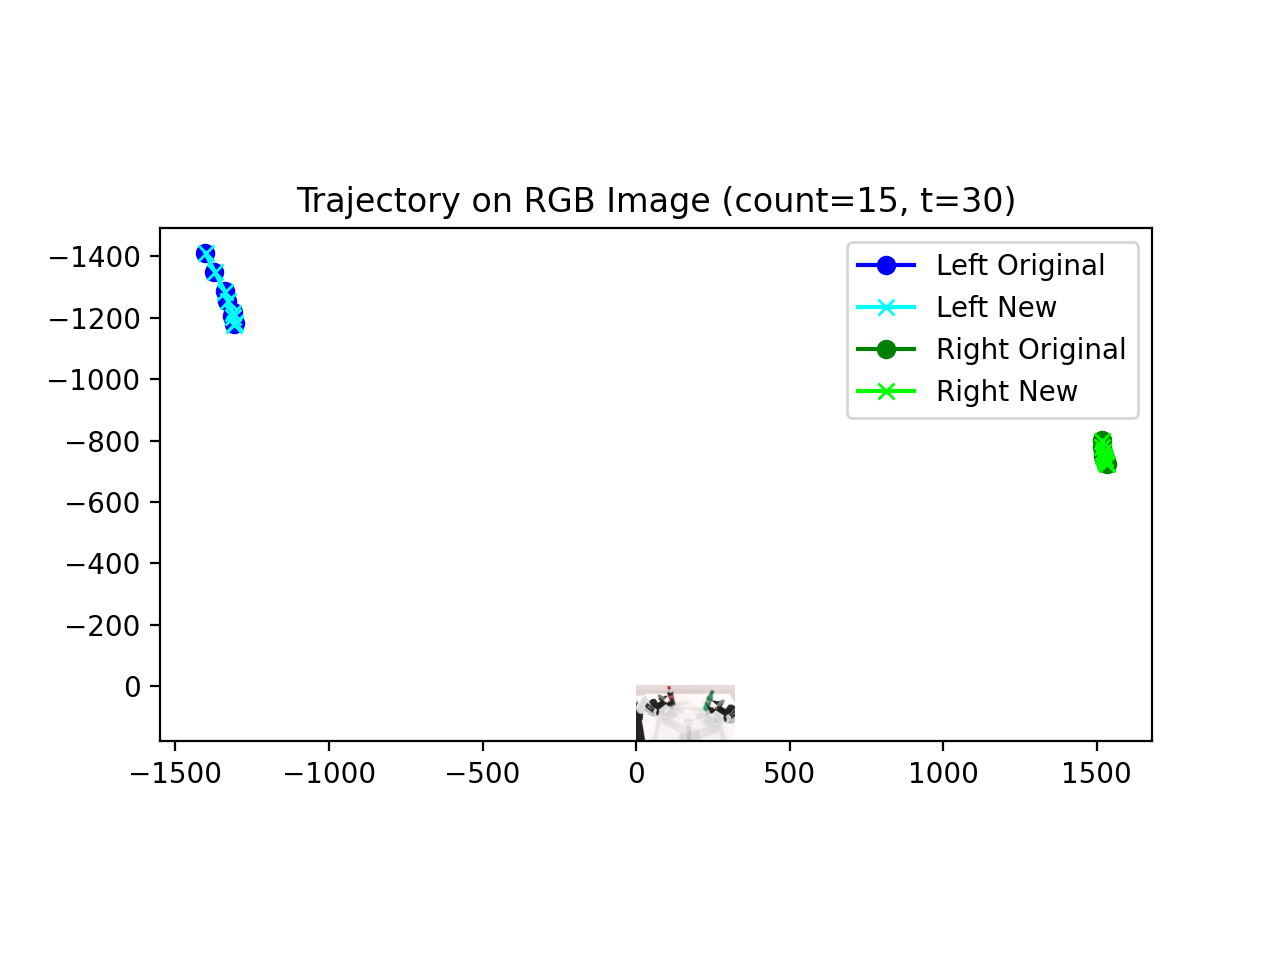 Trajectory on RGB Image (count=15, t=30)
−1400
−1200
−1000
−800
−600
−400
−200
0
Left Original
Left New
Right Original
Right New
−1500 −1000 −500 0 500 1000 1500